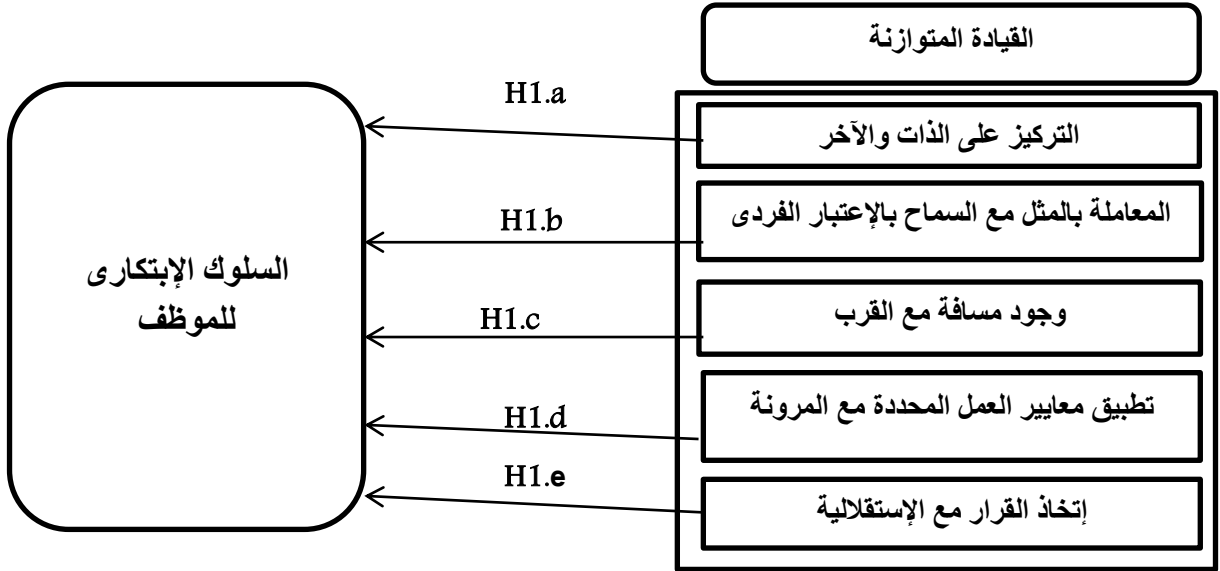 القيادة المتوازنة
H1.a
التركيز على الذات والآخر
H1.b
المعاملة بالمثل مع السماح بالإعتبار الفردى
السلوك الإبتكارى
للموظف
H1.c
وجود مسافة مع القرب
H1.d
تطبيق معايير العمل المحددة مع المرونة
H1.e
إتخاذ القرار مع الإستقلالية